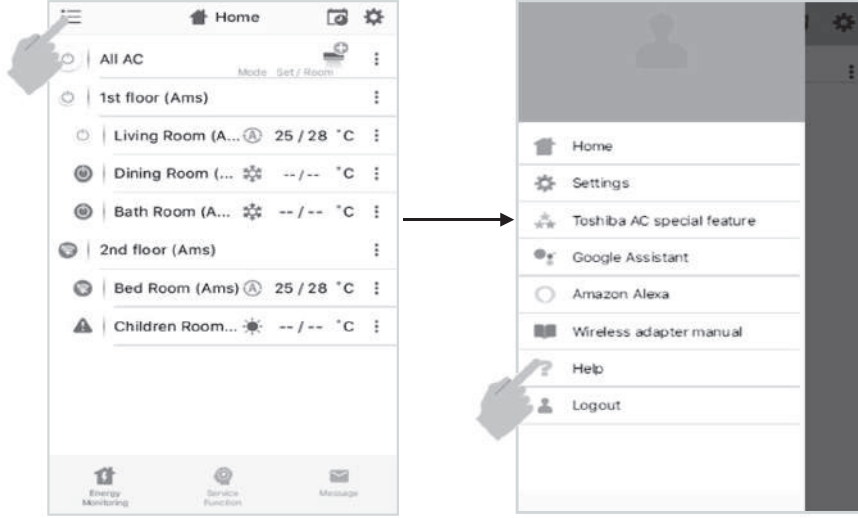 Home
All AC
Mode Set / Room
1st floor (Ams)
Living Room (A... A 25 / 28 °C
Dining Room (... -- / -- °C
Bath Room (A... -- / -- °C
2nd floor (Ams)
Bed Room (Ams) A 25 / 28 °C
Children Room... -- / -- °C
Energy Monitoring
Service Function
Message
Home
Settings
Toshiba AC special feature
Google Assistant
Amazon Alexa
Wireless adapter manual
? Help
Logout